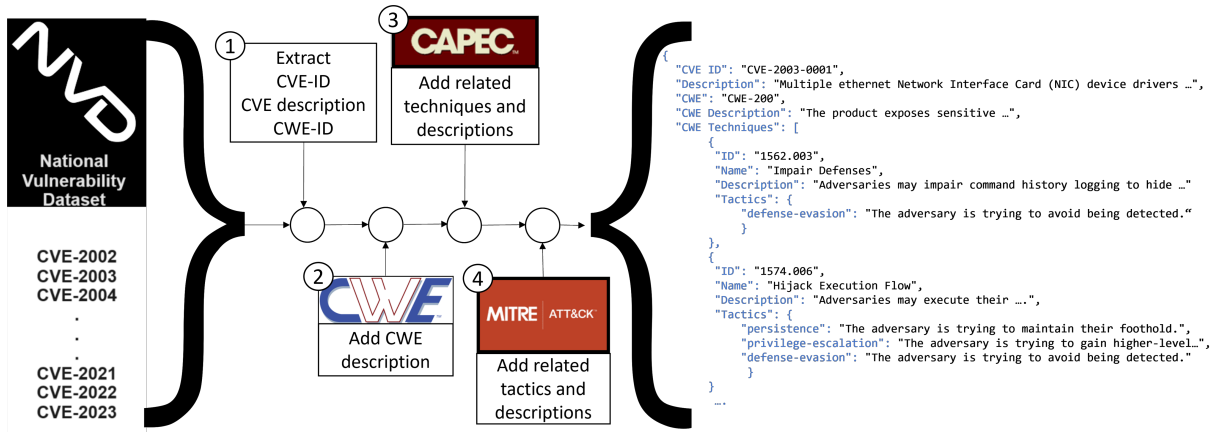 NVD
National
Vulnerability
Dataset
CVE-2002
CVE-2003
CVE-2004
.
.
.
CVE-2021
CVE-2022
CVE-2023
1
Extract
CVE-ID
CVE description
CWE-ID
2
CWE
TM
Add CWE
description
3
CAPEC
TM
Add related
techniques and
descriptions
4
MITRE | ATT&CK
Add related
tactics and
descriptions
{
"CVE ID": "CVE-2003-0001",
"Description": "Multiple ethernet Network Interface Card (NIC) device drivers …",
"CWE": "CWE-200",
"CWE Description": "The product exposes sensitive …",
"CWE Techniques": [
{
"ID": "1562.003",
"Name": "Impair Defenses",
"Description": "Adversaries may impair command history logging to hide …"
"Tactics": {
"defense-evasion": "The adversary is trying to avoid being detected.“
}
},
{
"ID": "1574.006",
"Name": "Hijack Execution Flow",
"Description": "Adversaries may execute their ….",
"Tactics": {
"persistence": "The adversary is trying to maintain their foothold.",
"privilege-escalation": "The adversary is trying to gain higher-level…",
"defense-evasion": "The adversary is trying to avoid being detected."
}
}
….